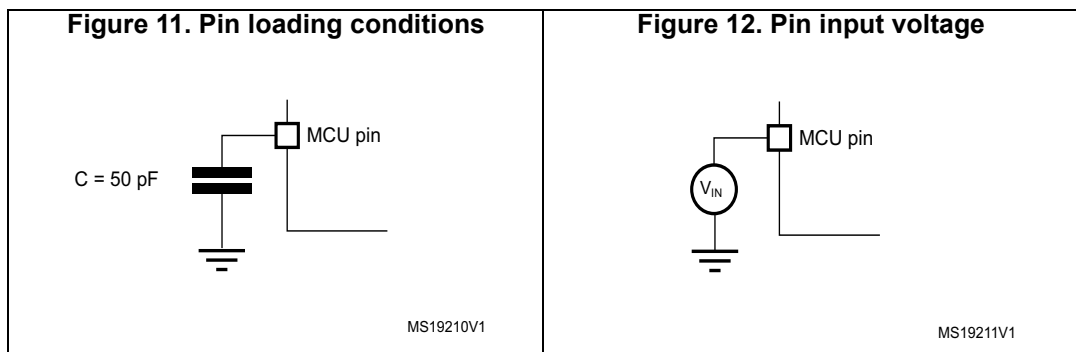 Figure 11. Pin loading conditions
MCU pin
C = 50 pF
MS19210V1
Figure 12. Pin input voltage
MCU pin
VIN
MS19211V1